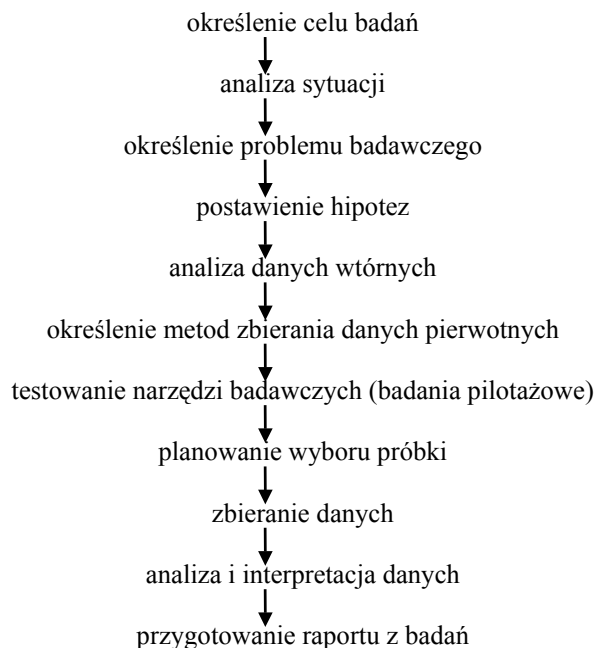 określenie celu badań
analiza sytuacji
określenie problemu badawczego
postawienie hipotez
analiza danych wtórnych
określenie metod zbierania danych pierwotnych
testowanie narzędzi badawczych (badania pilotażowe)
planowanie wyboru próbki
zbieranie danych
analiza i interpretacja danych
przygotowanie raportu z badań